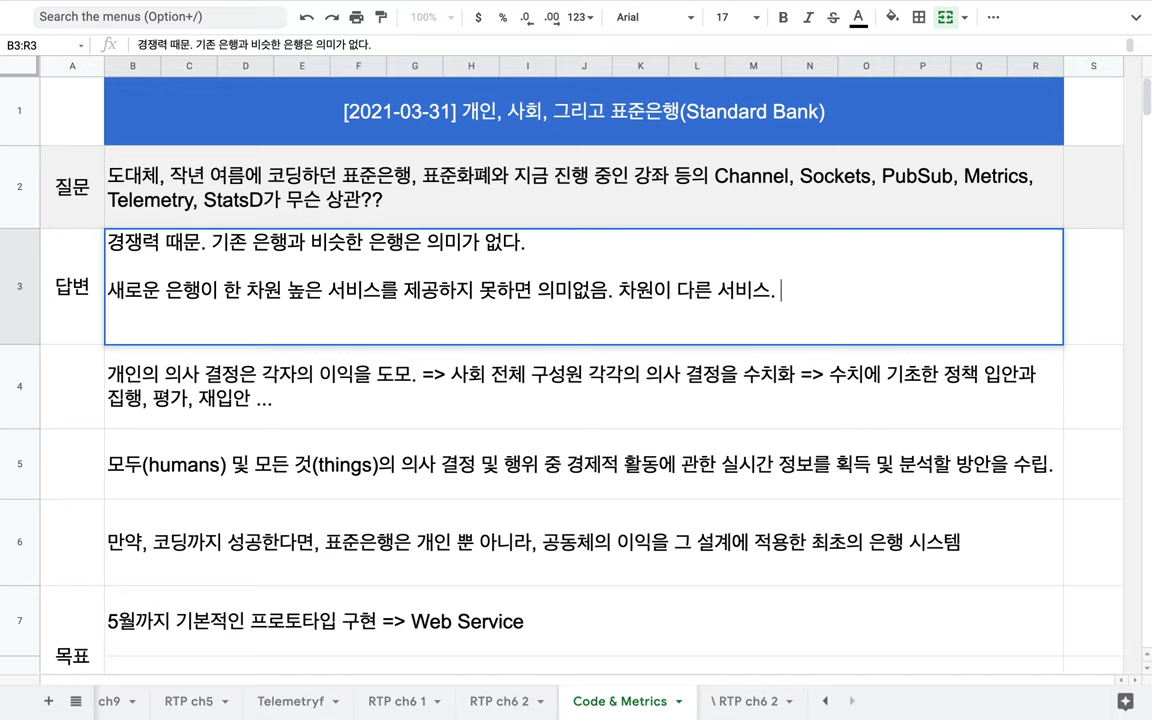 Search the menus (Option+/)
100%
$ % .0 .00 123
Arial
17
B I S A
B3:R3
fx
경쟁력 때문. 기존 은행과 비슷한 은행은 의미가 없다.
A B C D E F G H I J K L M N O P Q R S
1
[2021-03-31] 개인, 사회, 그리고 표준은행(Standard Bank)
2
질문
도대체, 작년 여름에 코딩하던 표준은행, 표준화폐와 지금 진행 중인 강좌 등의 Channel, Sockets, PubSub, Metrics,
Telemetry, StatsD가 무슨 상관??
3
답변
경쟁력 때문. 기존 은행과 비슷한 은행은 의미가 없다.
새로운 은행이 한 차원 높은 서비스를 제공하지 못하면 의미없음. 차원이 다른 서비스.
4
개인의 의사 결정은 각자의 이익을 도모. => 사회 전체 구성원 각각의 의사 결정을 수치화 => 수치에 기초한 정책 입안과
집행, 평가, 재입안 ...
5
모두(humans) 및 모든 것(things)의 의사 결정 및 행위 중 경제적 활동에 관한 실시간 정보를 획득 및 분석할 방안을 수립.
6
만약, 코딩까지 성공한다면, 표준은행은 개인 뿐 아니라, 공동체의 이익을 그 설계에 적용한 최초의 은행 시스템
7
5월까지 기본적인 프로토타입 구현 => Web Service
목표
ch9
RTP ch5
Telemetryf
RTP ch6 1
RTP ch6 2
Code & Metrics
\ RTP ch6 2